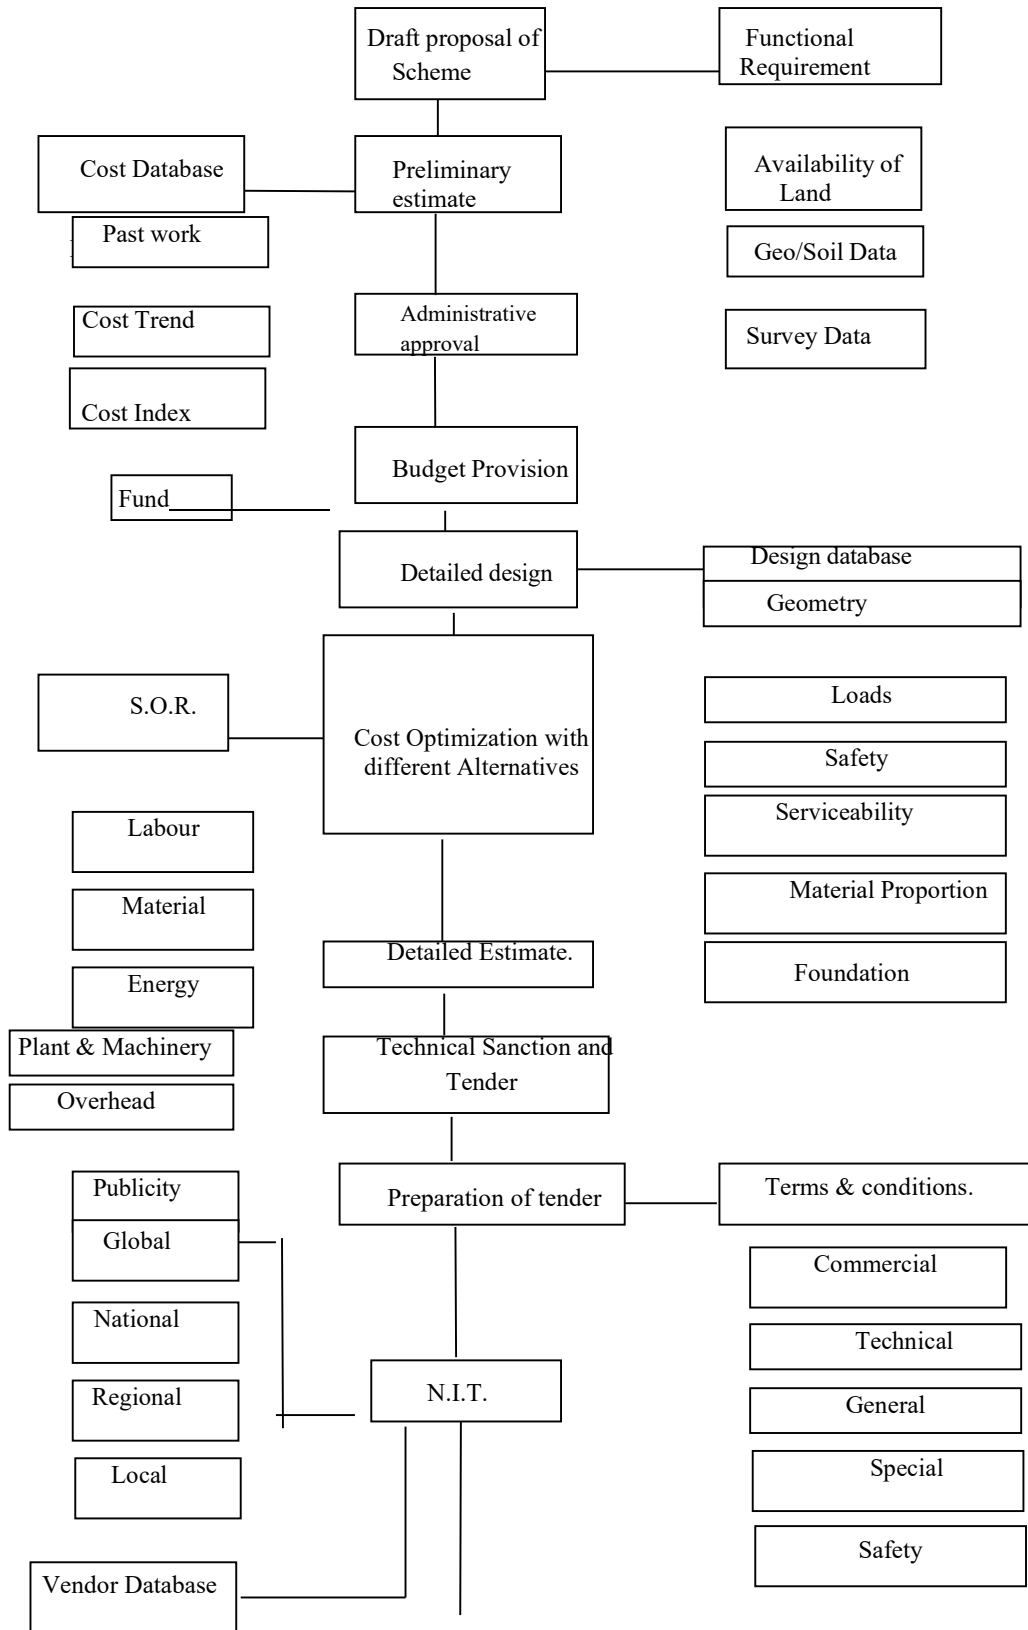 Draft proposal of
Scheme
Functional
Requirement
Cost Database
Preliminary
estimate
Availability of
Land
Past work
Geo/Soil Data
Cost Trend
Administrative
approval
Survey Data
Cost Index
Budget Provision
Fund
Detailed design
Design database
Geometry
S.O.R.
Cost Optimization with
different Alternatives
Loads
Safety
Serviceability
Labour
Material
Material Proportion
Energy
Detailed Estimate.
Foundation
Plant & Machinery
Technical Sanction and
Tender
Overhead
Publicity
Preparation of tender
Terms & conditions.
Global
Commercial
National
Technical
Regional
N.I.T.
General
Local
Special
Safety
Vendor Database